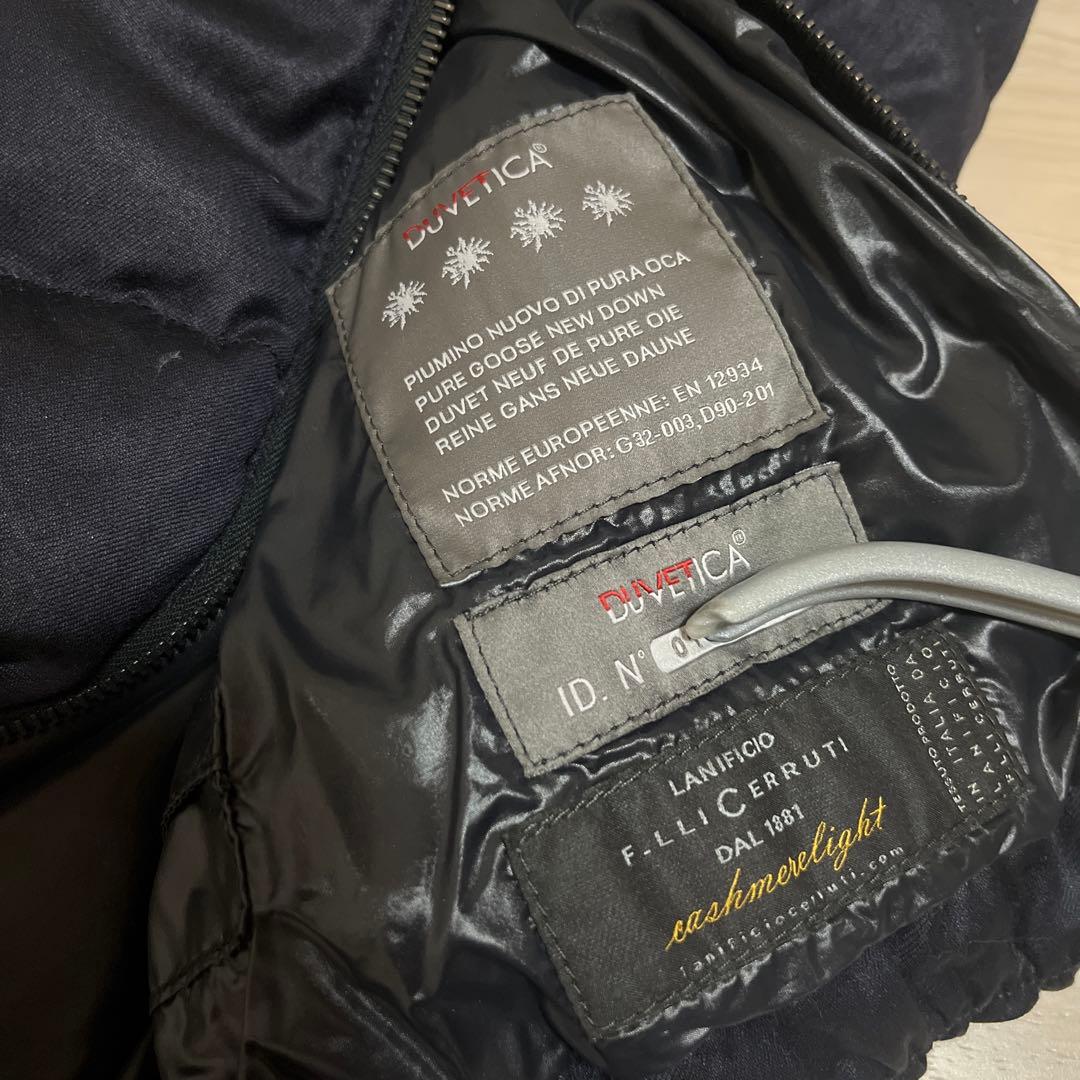 DUVETICA®
PIUMINO NUOVO DI PURA OCA
PURE GOOSE NEW DOWN
DUVET NEUF DE PURE OIE
REINE GANS NEUE DAUNE
NORME EUROPEENNE: EN 12934
NORME AFNOR: G32-003, D90-201
DUVETICA®
ID. N°
LANIFICIO
F-LLI CERRUTI
DAL 1881
cashmerelight
lanificiocerruti.com
TESSUTO PRODOTTO
IN ITALIA DA
LANIFICIO
F.LLI CERRUTI